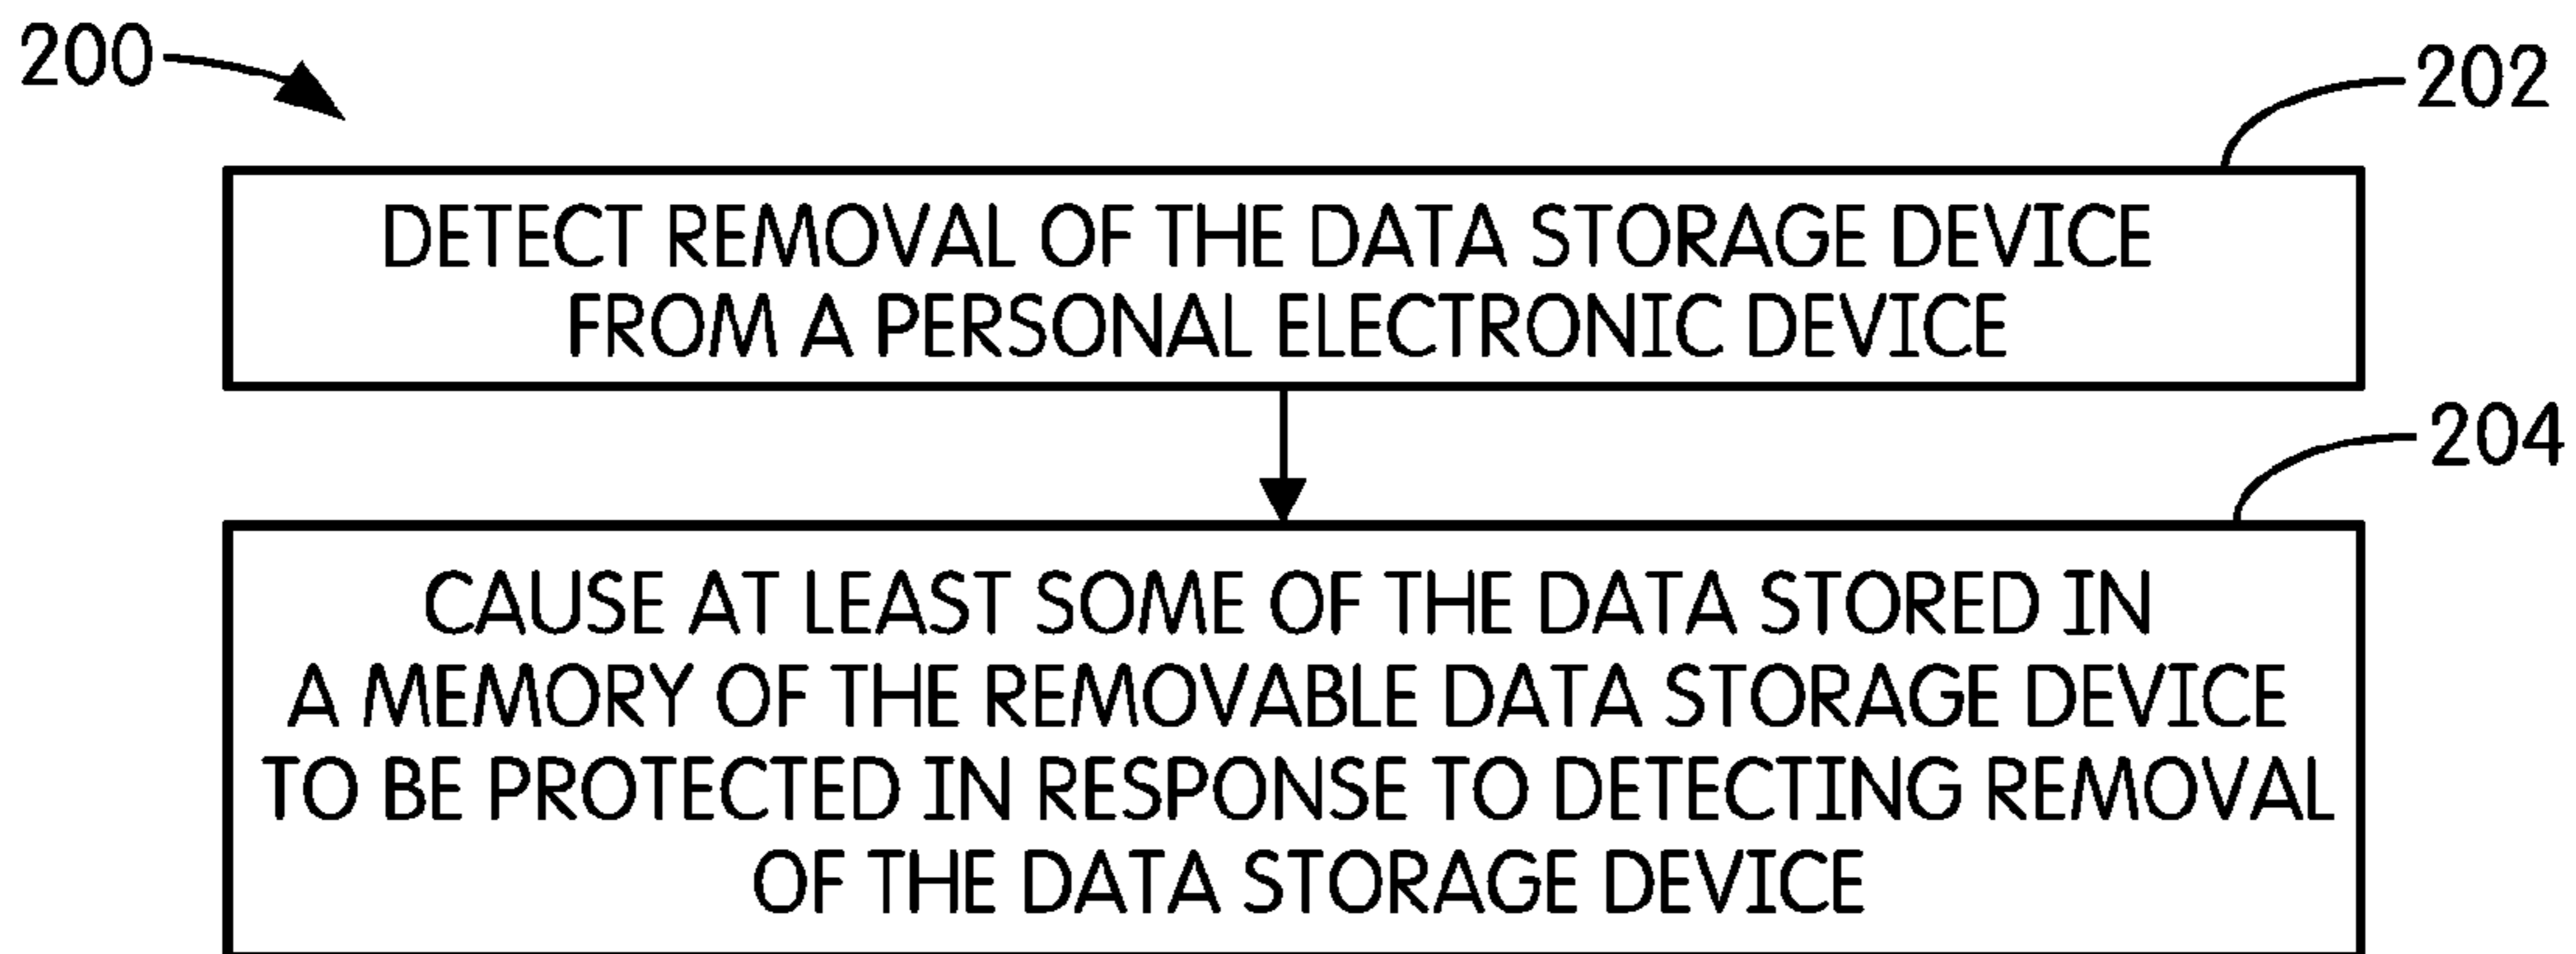 200
202
DETECT REMOVAL OF THE DATA STORAGE DEVICE
FROM A PERSONAL ELECTRONIC DEVICE
204
CAUSE AT LEAST SOME OF THE DATA STORED IN
A MEMORY OF THE REMOVABLE DATA STORAGE DEVICE
TO BE PROTECTED IN RESPONSE TO DETECTING REMOVAL
OF THE DATA STORAGE DEVICE